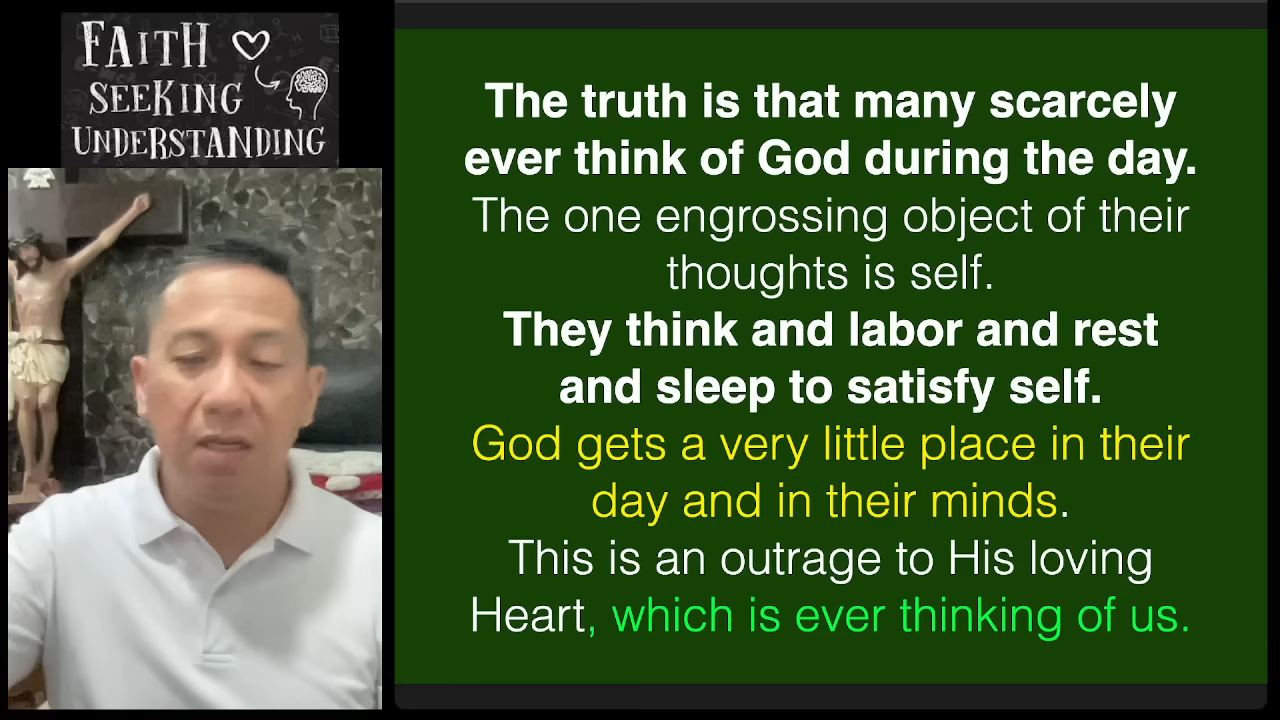 FAITH
SEEKING
UNDERSTANDING
The truth is that many scarcely
ever think of God during the day.
The one engrossing object of their
thoughts is self.
They think and labor and rest
and sleep to satisfy self.
God gets a very little place in their
day and in their minds.
This is an outrage to His loving
Heart, which is ever thinking of us.